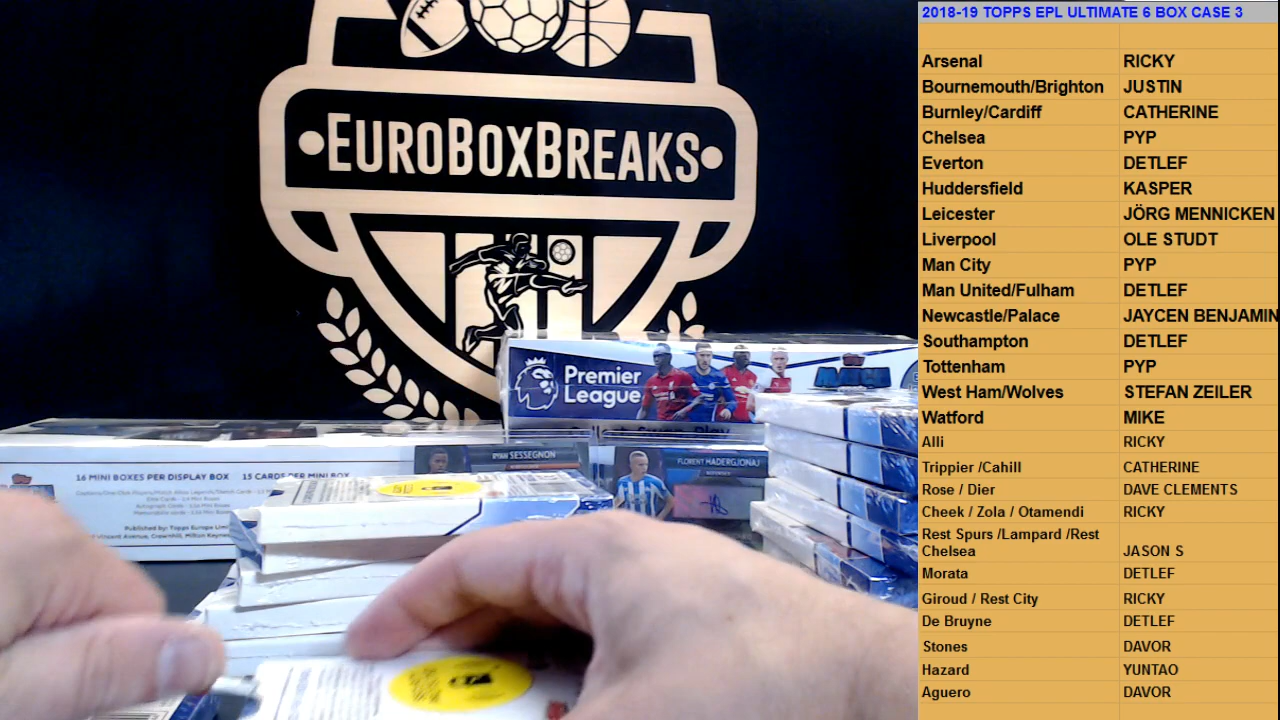 EUROBOXBREAKS
Premier
League
16 MINI BOXES PER DISPLAY BOX 15 CARDS PER MINI BOX
RYAN SESSEGNON
FLORENT HADERGJONAJ
2018-19 TOPPS EPL ULTIMATE 6 BOX CASE 3
Arsenal RICKY
Bournemouth/Brighton JUSTIN
Burnley/Cardiff CATHERINE
Chelsea PYP
Everton DETLEF
Huddersfield KASPER
Leicester JÖRG MENNICKEN
Liverpool OLE STUDT
Man City PYP
Man United/Fulham DETLEF
Newcastle/Palace JAYCEN BENJAMIN
Southampton DETLEF
Tottenham PYP
West Ham/Wolves STEFAN ZEILER
Watford MIKE
Alli RICKY
Trippier /Cahill CATHERINE
Rose / Dier DAVE CLEMENTS
Cheek / Zola / Otamendi RICKY
Rest Spurs /Lampard /Rest
Chelsea JASON S
Morata DETLEF
Giroud / Rest City RICKY
De Bruyne DETLEF
Stones DAVOR
Hazard YUNTAO
Aguero DAVOR